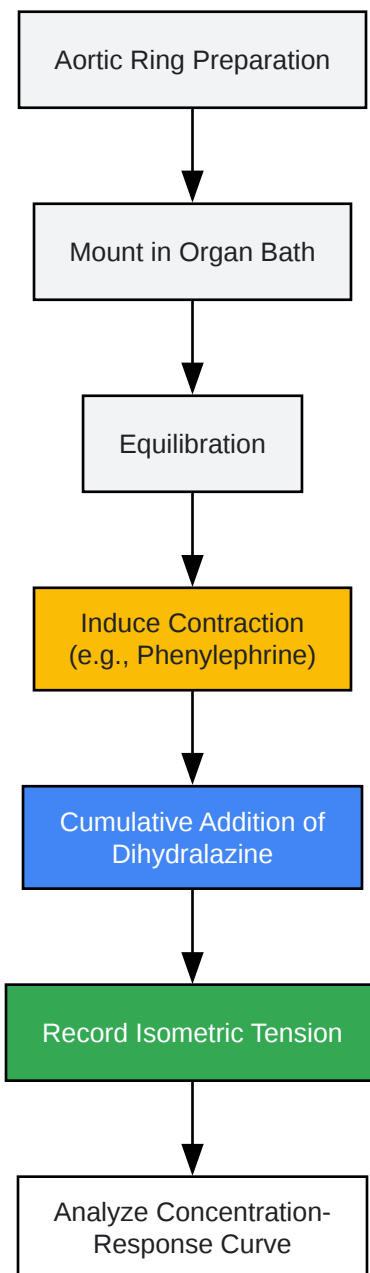 Aortic Ring Preparation
Mount in Organ Bath
Equilibration
Induce Contraction
(e.g., Phenylephrine)
Cumulative Addition of
Dihydralazine
Record Isometric Tension
Analyze Concentration-
Response Curve